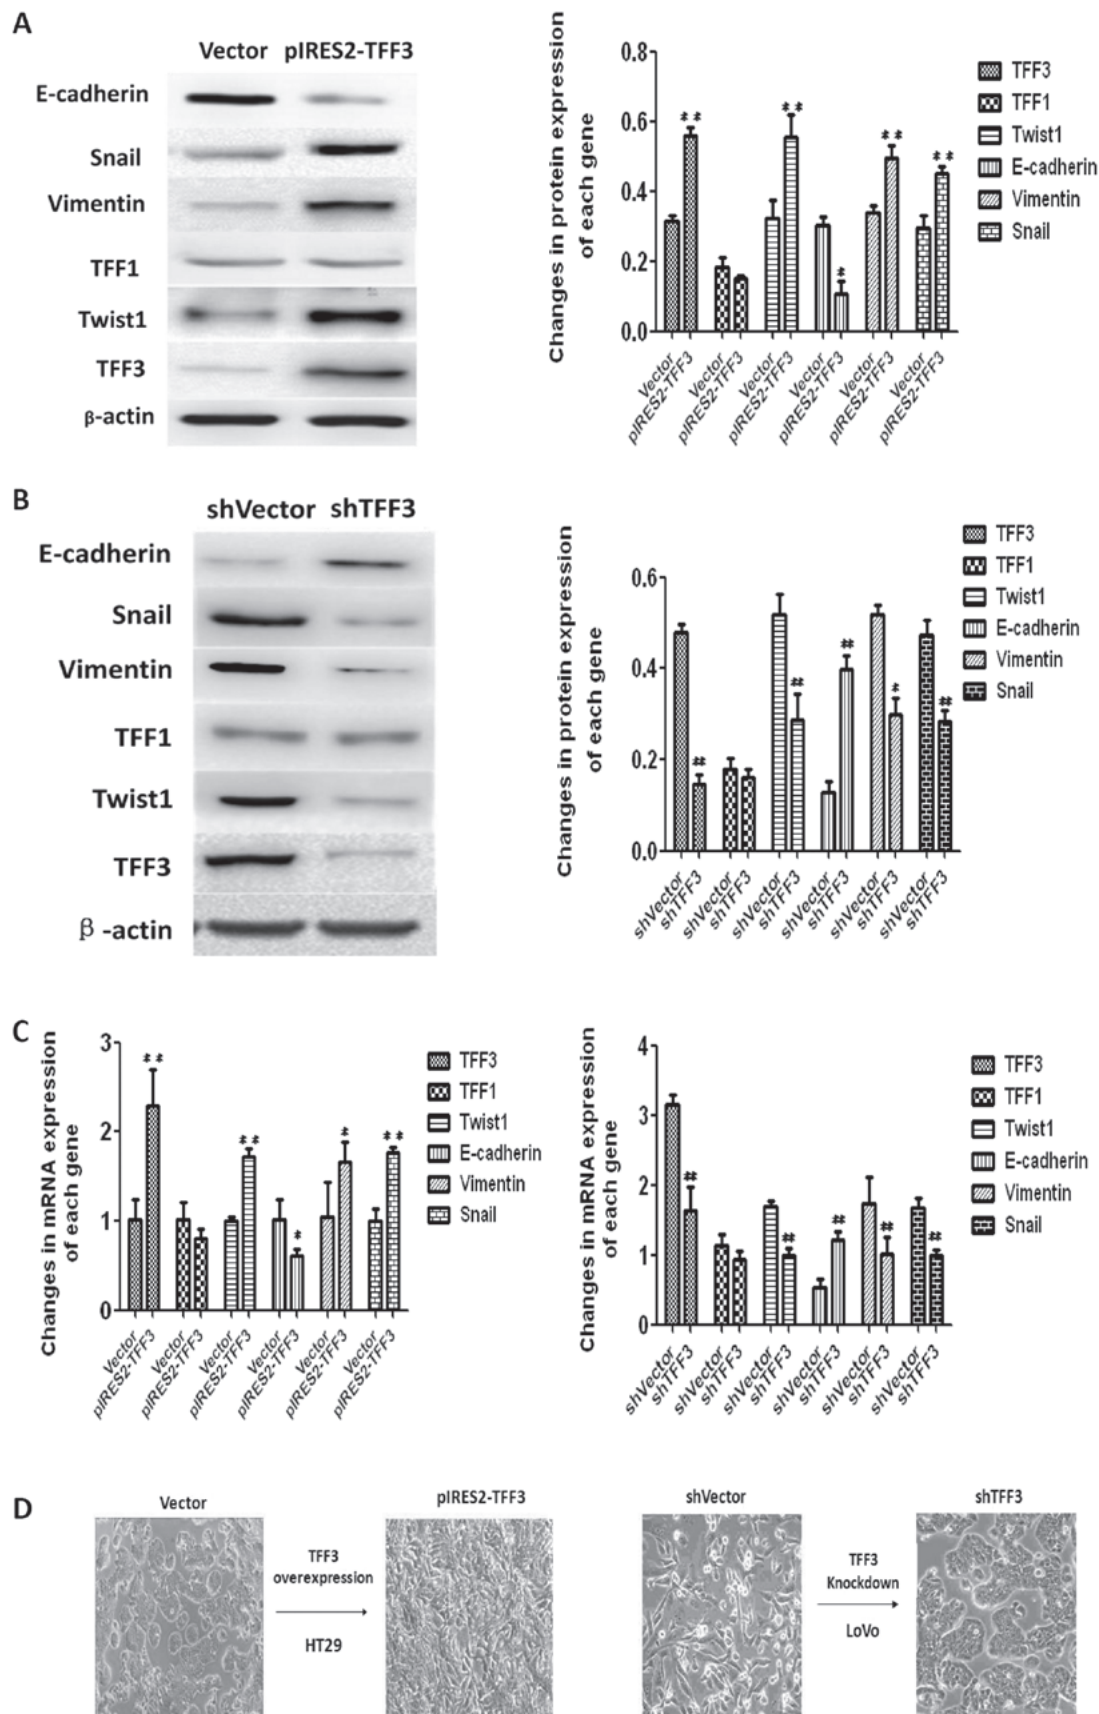 A
Vector pIRES2-TFF3
E-cadherin
Snail
Vimentin
TFF1
Twist1
TFF3
β-actin
Changes in protein expression
of each gene
0.8
0.6
0.4
0.2
0.0
** ** * ** **
Vector
pIRES2-TFF3
Vector
pIRES2-TFF3
Vector
pIRES2-TFF3
Vector
pIRES2-TFF3
Vector
pIRES2-TFF3
Vector
pIRES2-TFF3
TFF3
TFF1
Twist1
E-cadherin
Vimentin
Snail
B
shVector shTFF3
E-cadherin
Snail
Vimentin
TFF1
Twist1
TFF3
β-actin
Changes in protein expression
of each gene
0.6
0.4
0.2
0.0
shVector
shTFF3
shVector
shTFF3
shVector
shTFF3
shVector
shTFF3
shVector
shTFF3
shVector
shTFF3
TFF3
TFF1
Twist1
E-cadherin
Vimentin
Snail
C
Changes in mRNA expression
of each gene
3
2
1
0
** ** * * **
Vector
pIRES2-TFF3
Vector
pIRES2-TFF3
Vector
pIRES2-TFF3
Vector
pIRES2-TFF3
Vector
pIRES2-TFF3
Vector
pIRES2-TFF3
TFF3
TFF1
Twist1
E-cadherin
Vimentin
Snail
Changes in mRNA expression
of each gene
4
3
2
1
0
shVector
shTFF3
shVector
shTFF3
shVector
shTFF3
shVector
shTFF3
shVector
shTFF3
shVector
shTFF3
TFF3
TFF1
Twist1
E-cadherin
Vimentin
Snail
D
Vector
TFF3
overexpression
HT29
pIRES2-TFF3
shVector
TFF3
Knockdown
LoVo
shTFF3